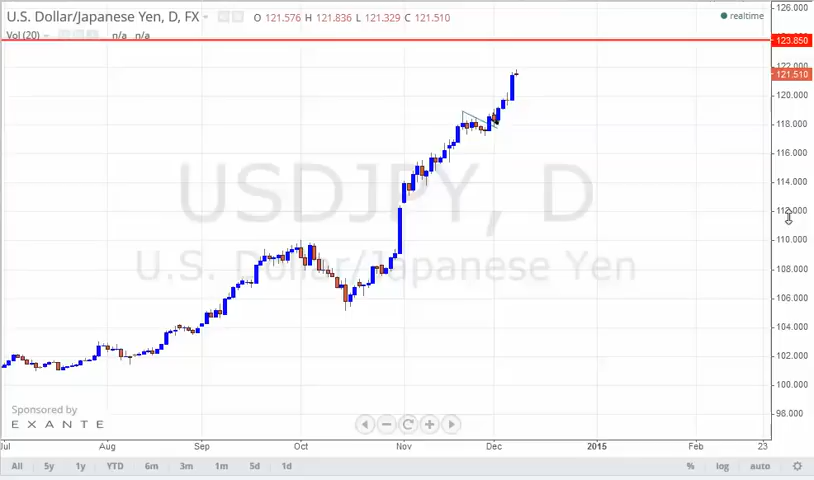 U.S. Dollar/Japanese Yen, D, FX
O 121.576 H 121.836 L 121.329 C 121.510
realtime
Vol (20)
n/a n/a
126.000
123.850
122.000
121.510
120.000
118.000
116.000
114.000
112.000
110.000
108.000
106.000
104.000
102.000
100.000
98.000
USDJPY, D
U.S. Dollar/Japanese Yen
Sponsored by
EXANTE
Jul Aug Sep Oct Nov Dec 2015 Feb 23
All 5y 1y YTD 6m 3m 1m 5d 1d % log auto